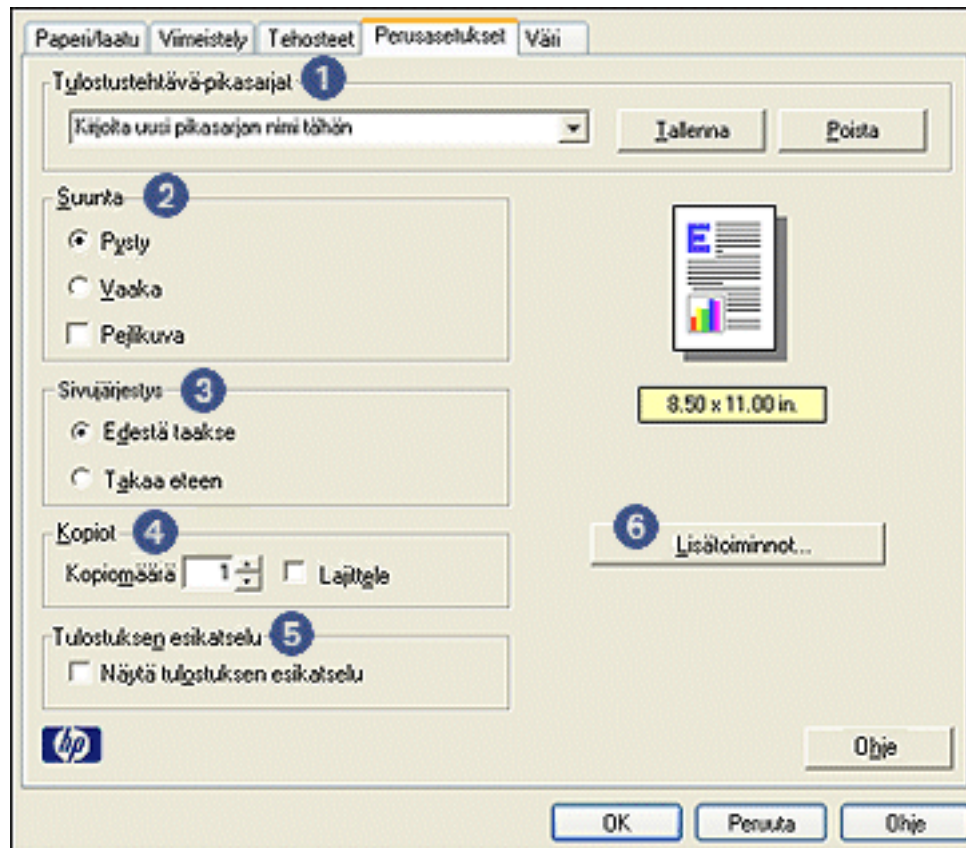 Paperi/laatu Viimeistely Tehosteet Perusasetukset Väri
Tulostustehtävä-pikasarjat 1
Kirjoita uusi pikasarjan nimi tähän Tallenna Poista
Suunta 2
Pysty
Vaaka
Peilikuva
E
8.50 x 11.00 in.
Sivujärjestys 3
Edestä taakse
Takaa eteen
Kopiot 4
Kopiomäärä 1 Lajittele
6 Lisätoiminnot...
Tulostuksen esikatselu 5
Näytä tulostuksen esikatselu
hp
Ohje
OK Peruuta Ohje